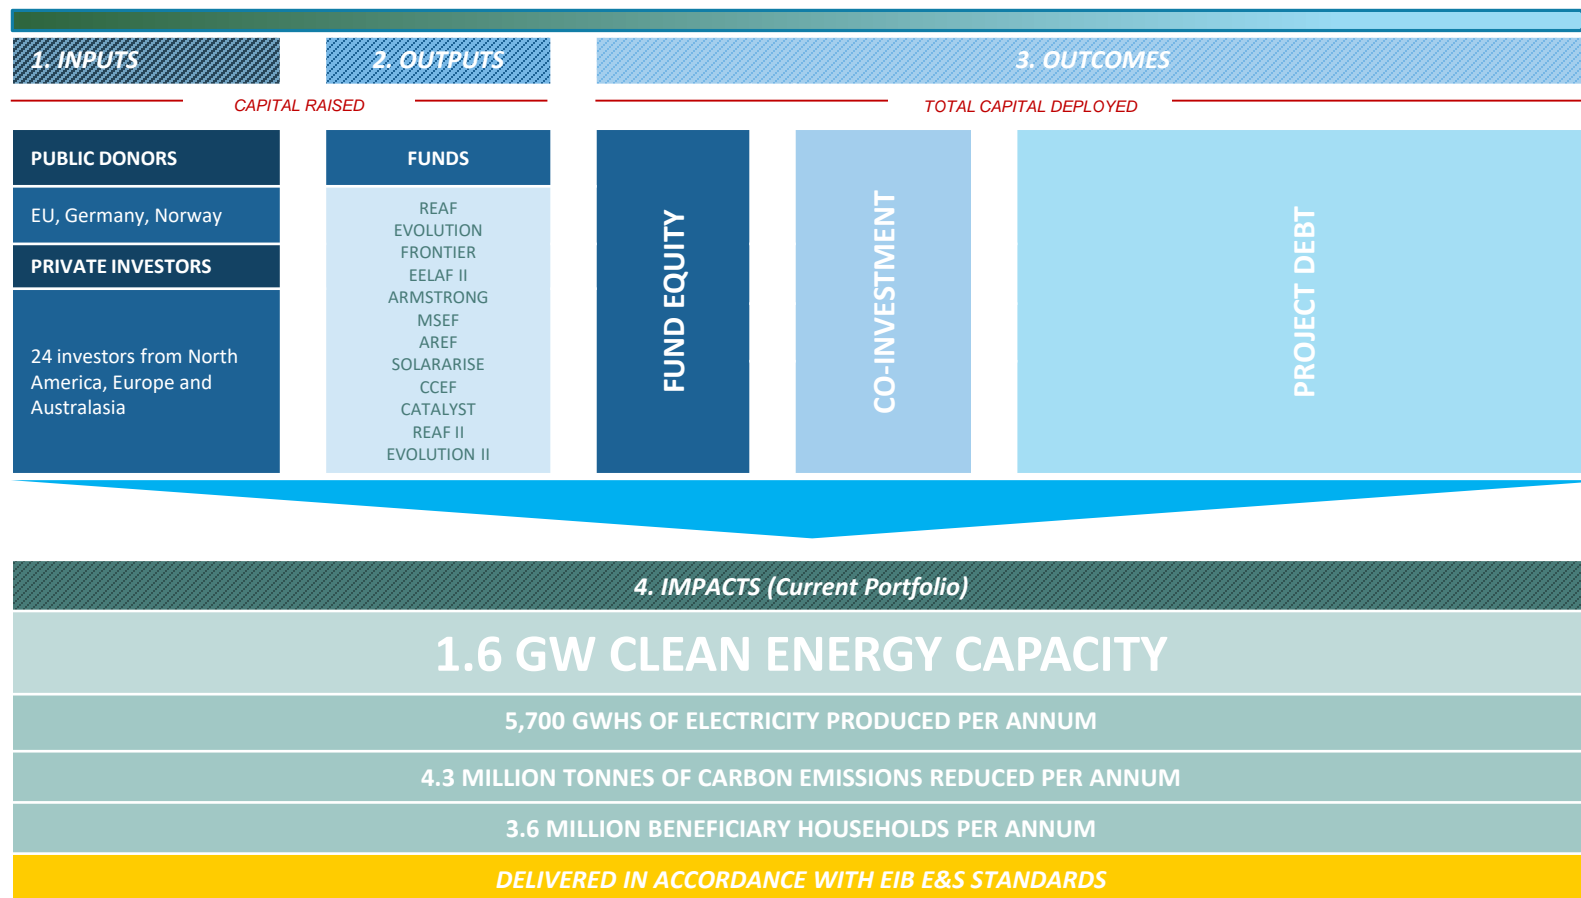 1. INPUTS
2. OUTPUTS
3. OUTCOMES
CAPITAL RAISED
TOTAL CAPITAL DEPLOYED
PUBLIC DONORS
EU, Germany, Norway
PRIVATE INVESTORS
24 investors from North
America, Europe and
Australasia
FUNDS
REAF
EVOLUTION
FRONTIER
EELAF II
ARMSTRONG
MSEF
AREF
SOLARARISE
CCEF
CATALYST
REAF II
EVOLUTION II
FUND EQUITY
CO-INVESTMENT
PROJECT DEBT
4. IMPACTS (Current Portfolio)
1.6 GW CLEAN ENERGY CAPACITY
5,700 GWHS OF ELECTRICITY PRODUCED PER ANNUM
4.3 MILLION TONNES OF CARBON EMISSIONS REDUCED PER ANNUM
3.6 MILLION BENEFICIARY HOUSEHOLDS PER ANNUM
DELIVERED IN ACCORDANCE WITH EIB E&S STANDARDS